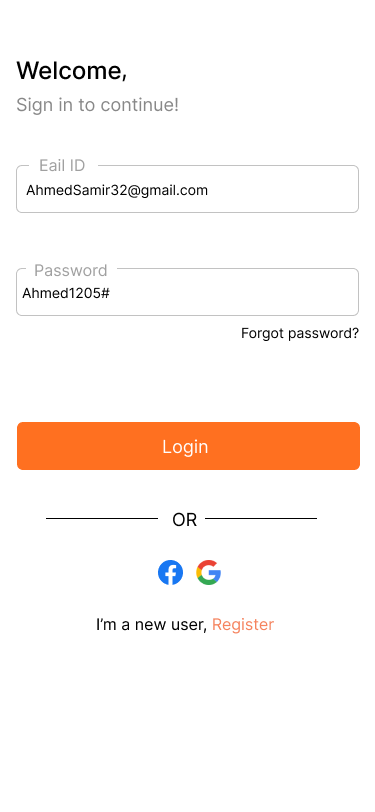 Welcome,
Sign in to continue!
Eail ID
AhmedSamir32@gmail.com
Password
Ahmed1205#
Forgot password?
Login
OR
I’m a new user, Register